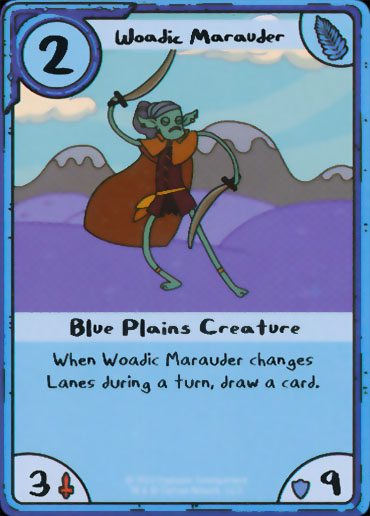 2
Woadic Marauder
Blue Plains Creature
When Woadic Marauder changes
Lanes during a turn, draw a card.
3
9